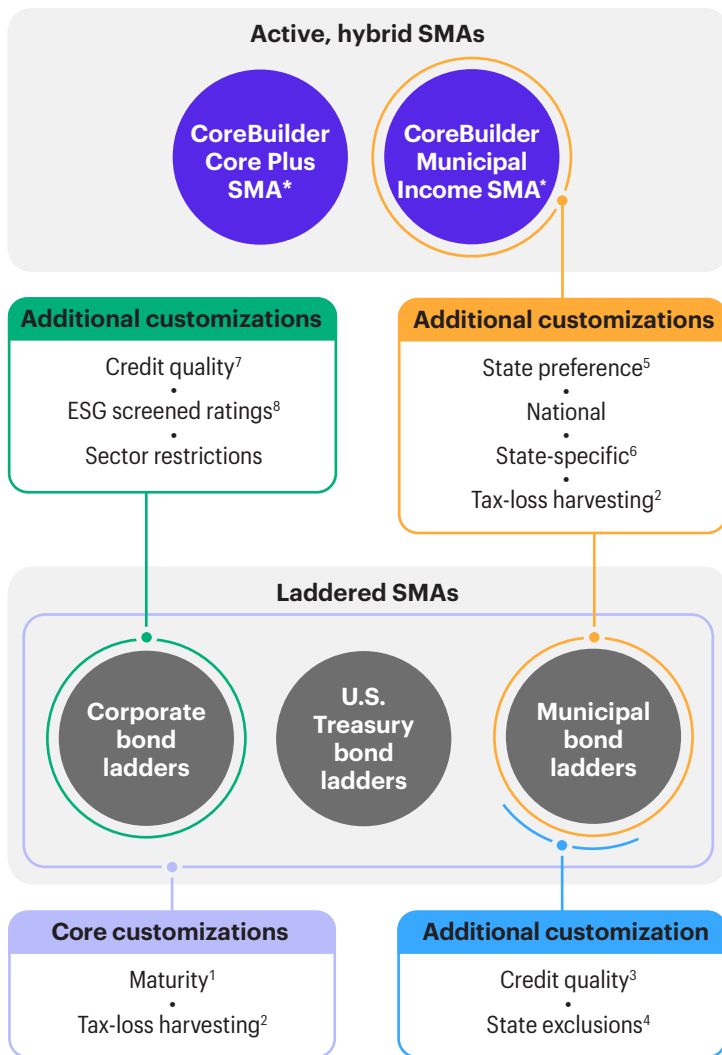 Active, hybrid SMAs
CoreBuilder
Core Plus
SMA*
CoreBuilder
Municipal
Income SMA*
Additional customizations
Credit quality7
•
ESG screened ratings8
•
Sector restrictions
Additional customizations
State preference5
•
National
•
State-specific6
•
Tax-loss harvesting2
Laddered SMAs
Corporate
bond
ladders
U.S.
Treasury
bond
ladders
Municipal
bond
ladders
Core customizations
Maturity1
•
Tax-loss harvesting2
Additional customization
Credit quality3
•
State exclusions4